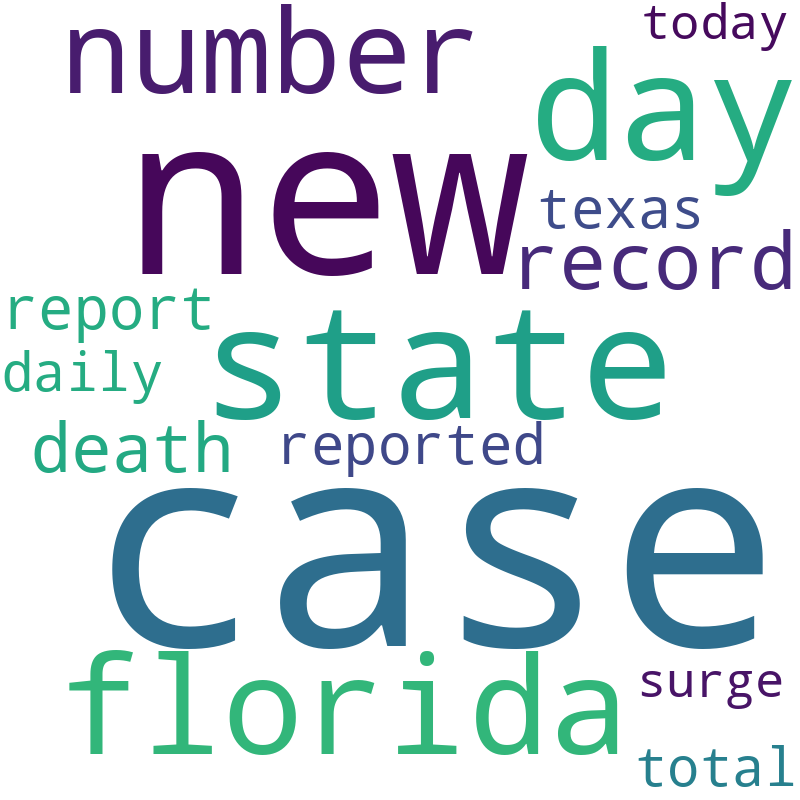 today
number
day
new
texas
record
report
state
daily
death
reported
case
florida
surge
total